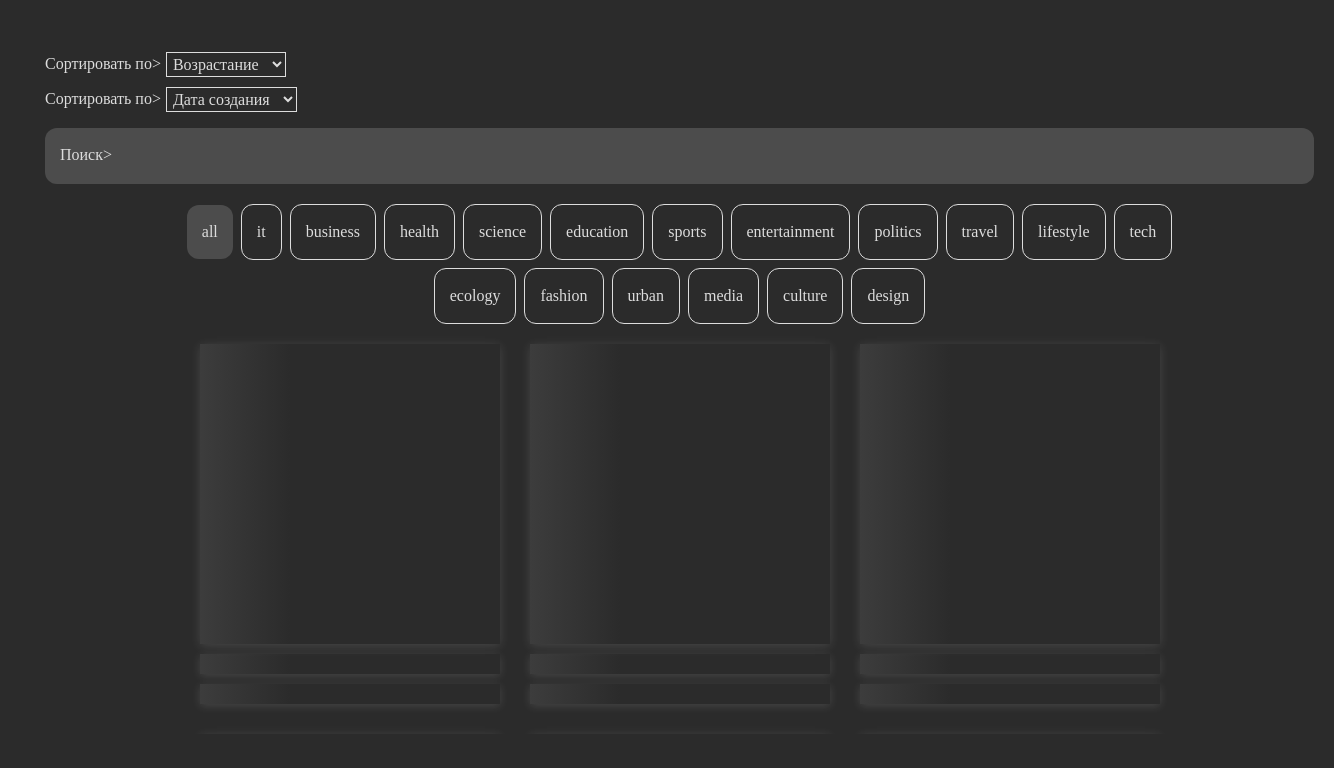 Сортировать по> Возрастание
Сортировать по> Дата создания
Поиск>
all it business health science education sports entertainment politics travel lifestyle tech
ecology fashion urban media culture design